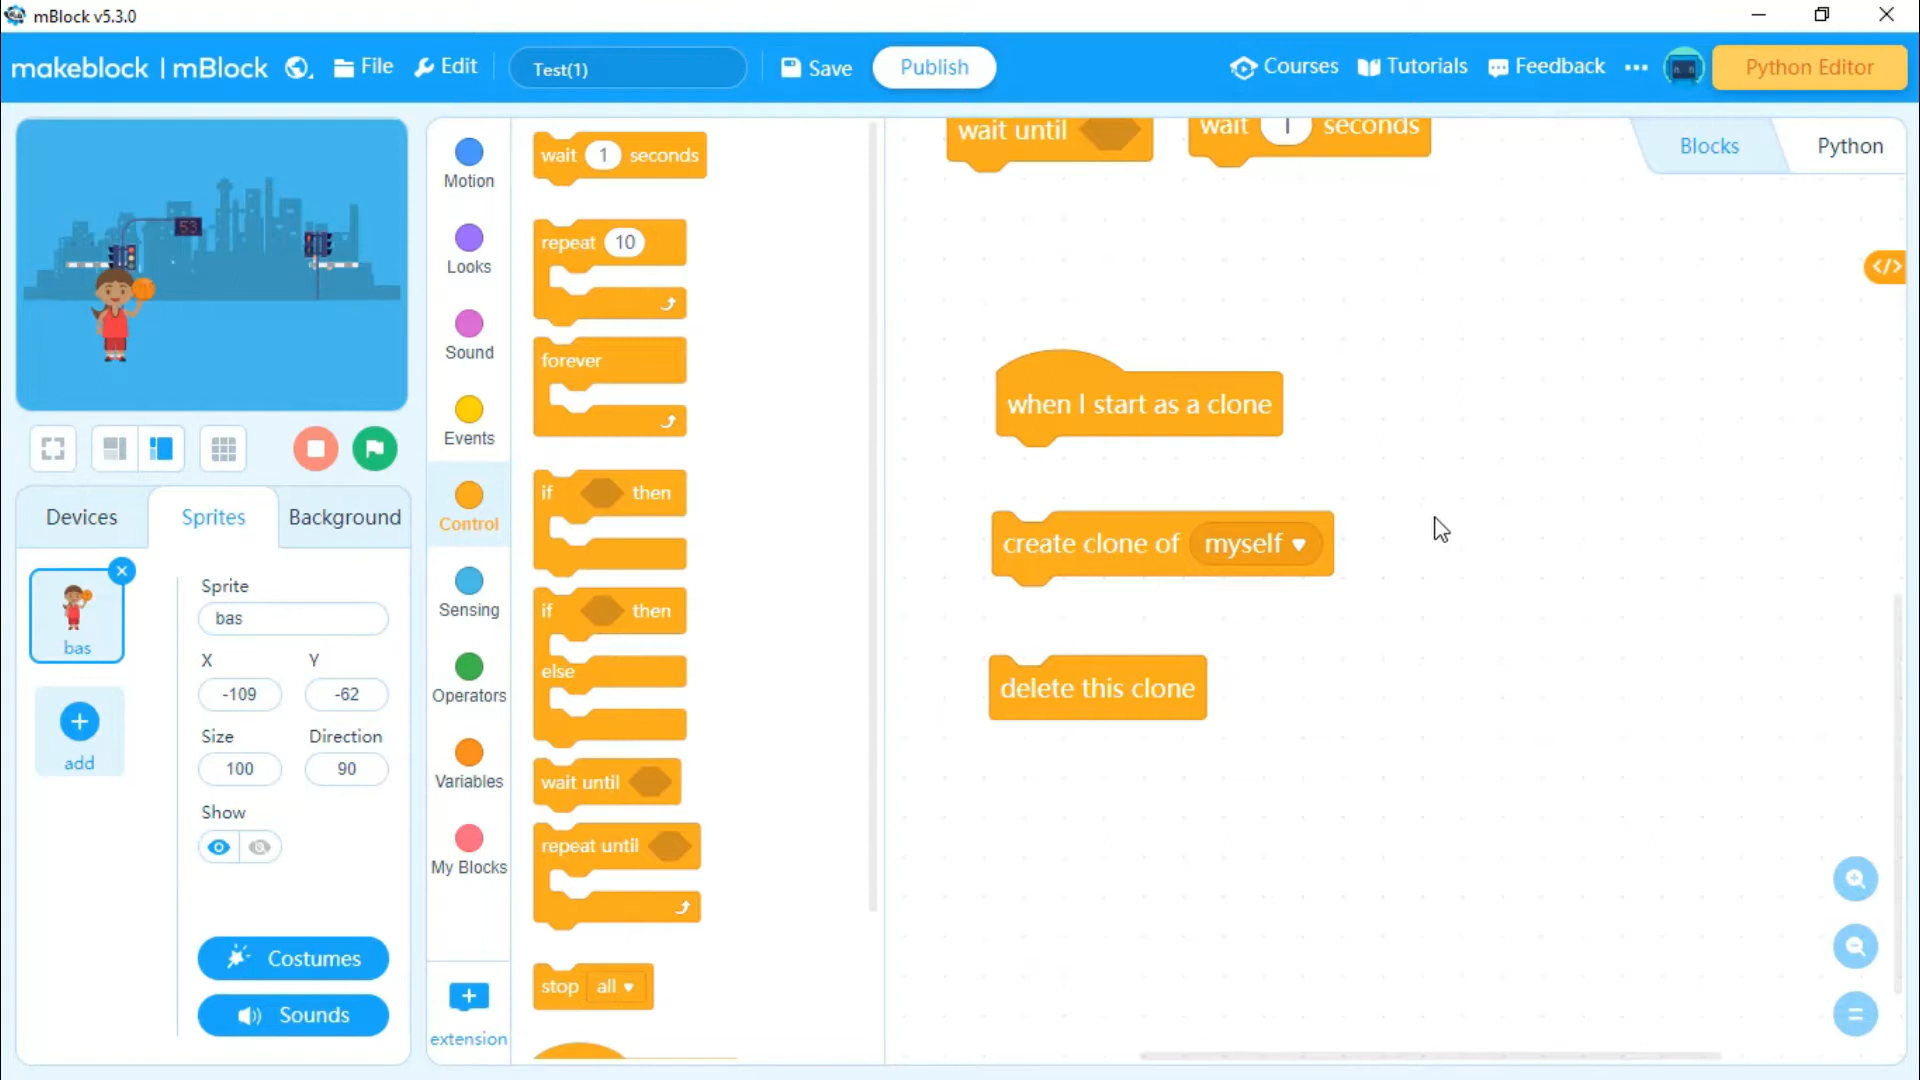 mBlock v5.3.0
makeblock | mBlock
File
Edit
Test(1)
Save
Publish
Courses
Tutorials
Feedback
Python Editor
53
Devices
Sprites
Background
bas
add
Sprite
bas
X
Y
-109
-62
Size
Direction
100
90
Show
Costumes
Sounds
Motion
Looks
Sound
Events
Control
Sensing
Operators
Variables
My Blocks
extension
wait 1 seconds
repeat 10
forever
if then
if then
else
wait until
repeat until
stop all
wait until
wait 1 seconds
when I start as a clone
create clone of myself
delete this clone
Blocks
Python
</>